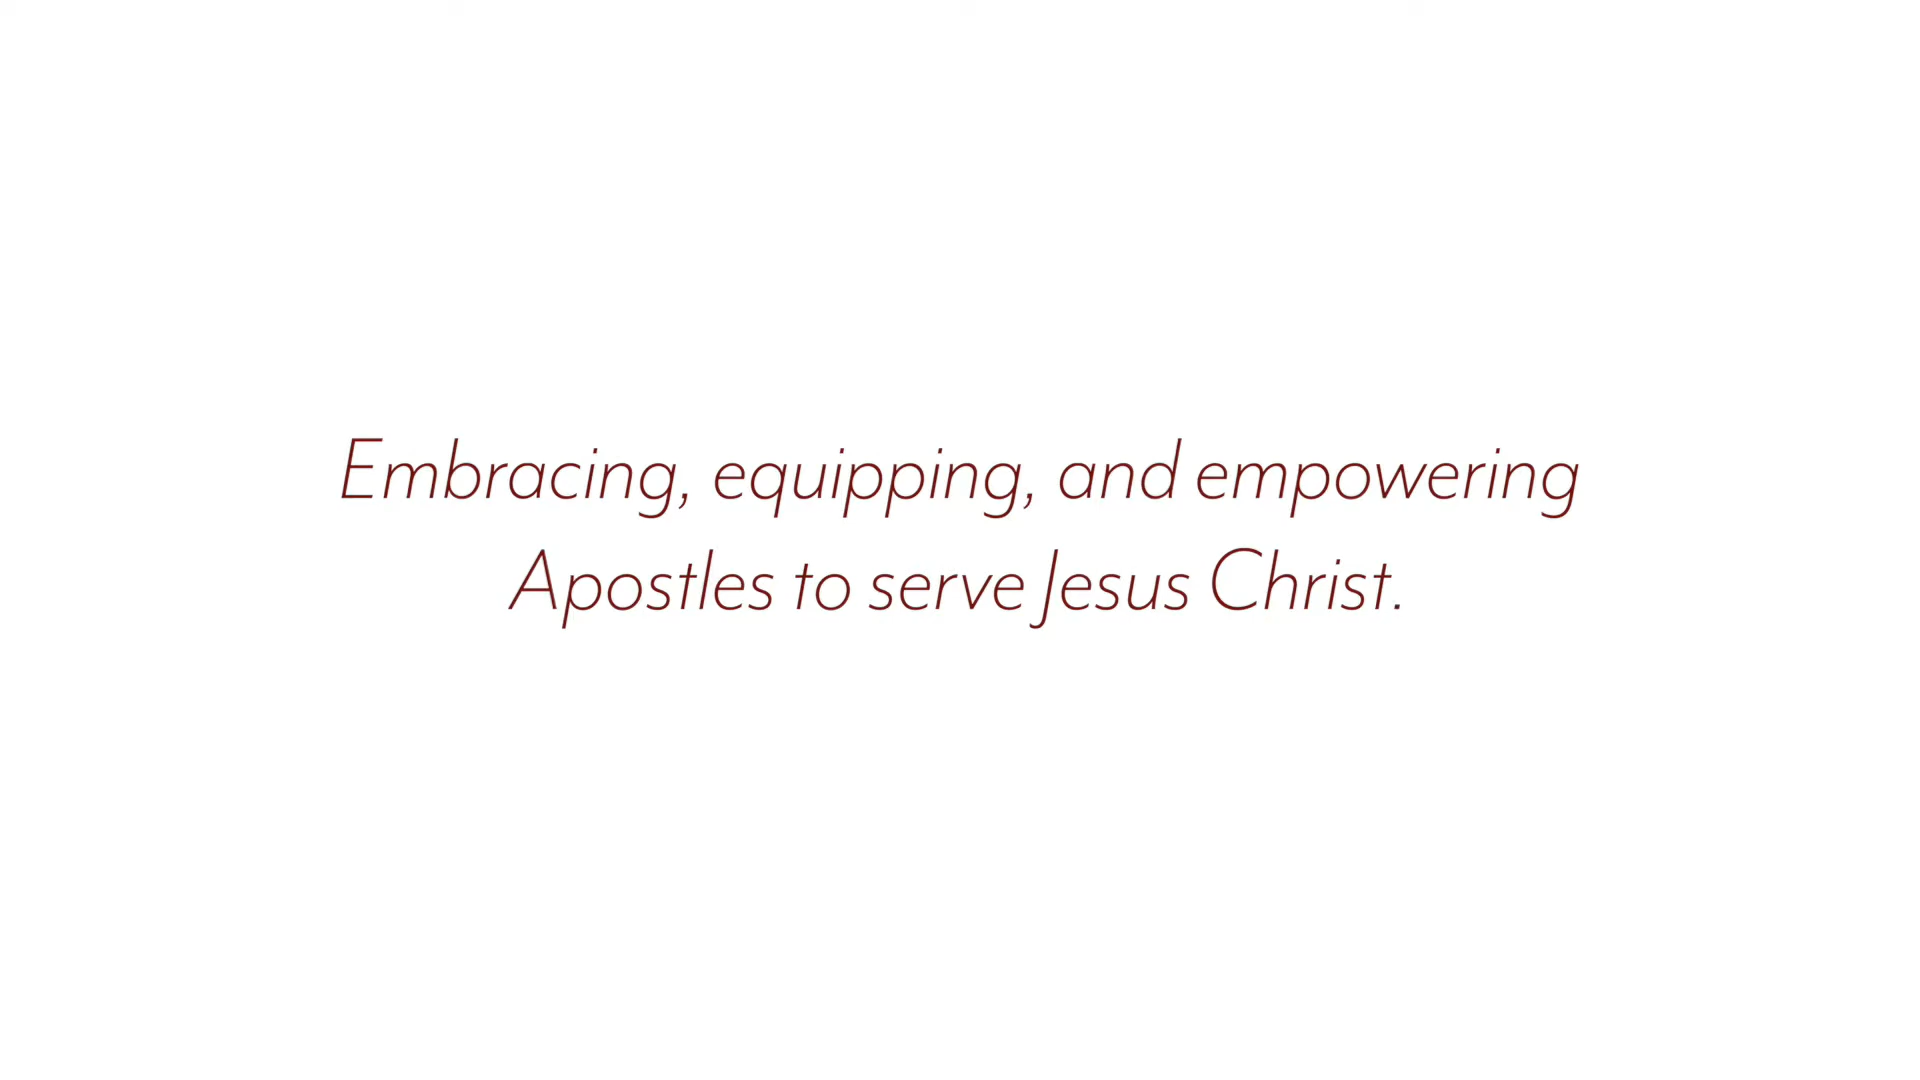 Embracing, equipping, and empowering
Apostles to serve Jesus Christ.